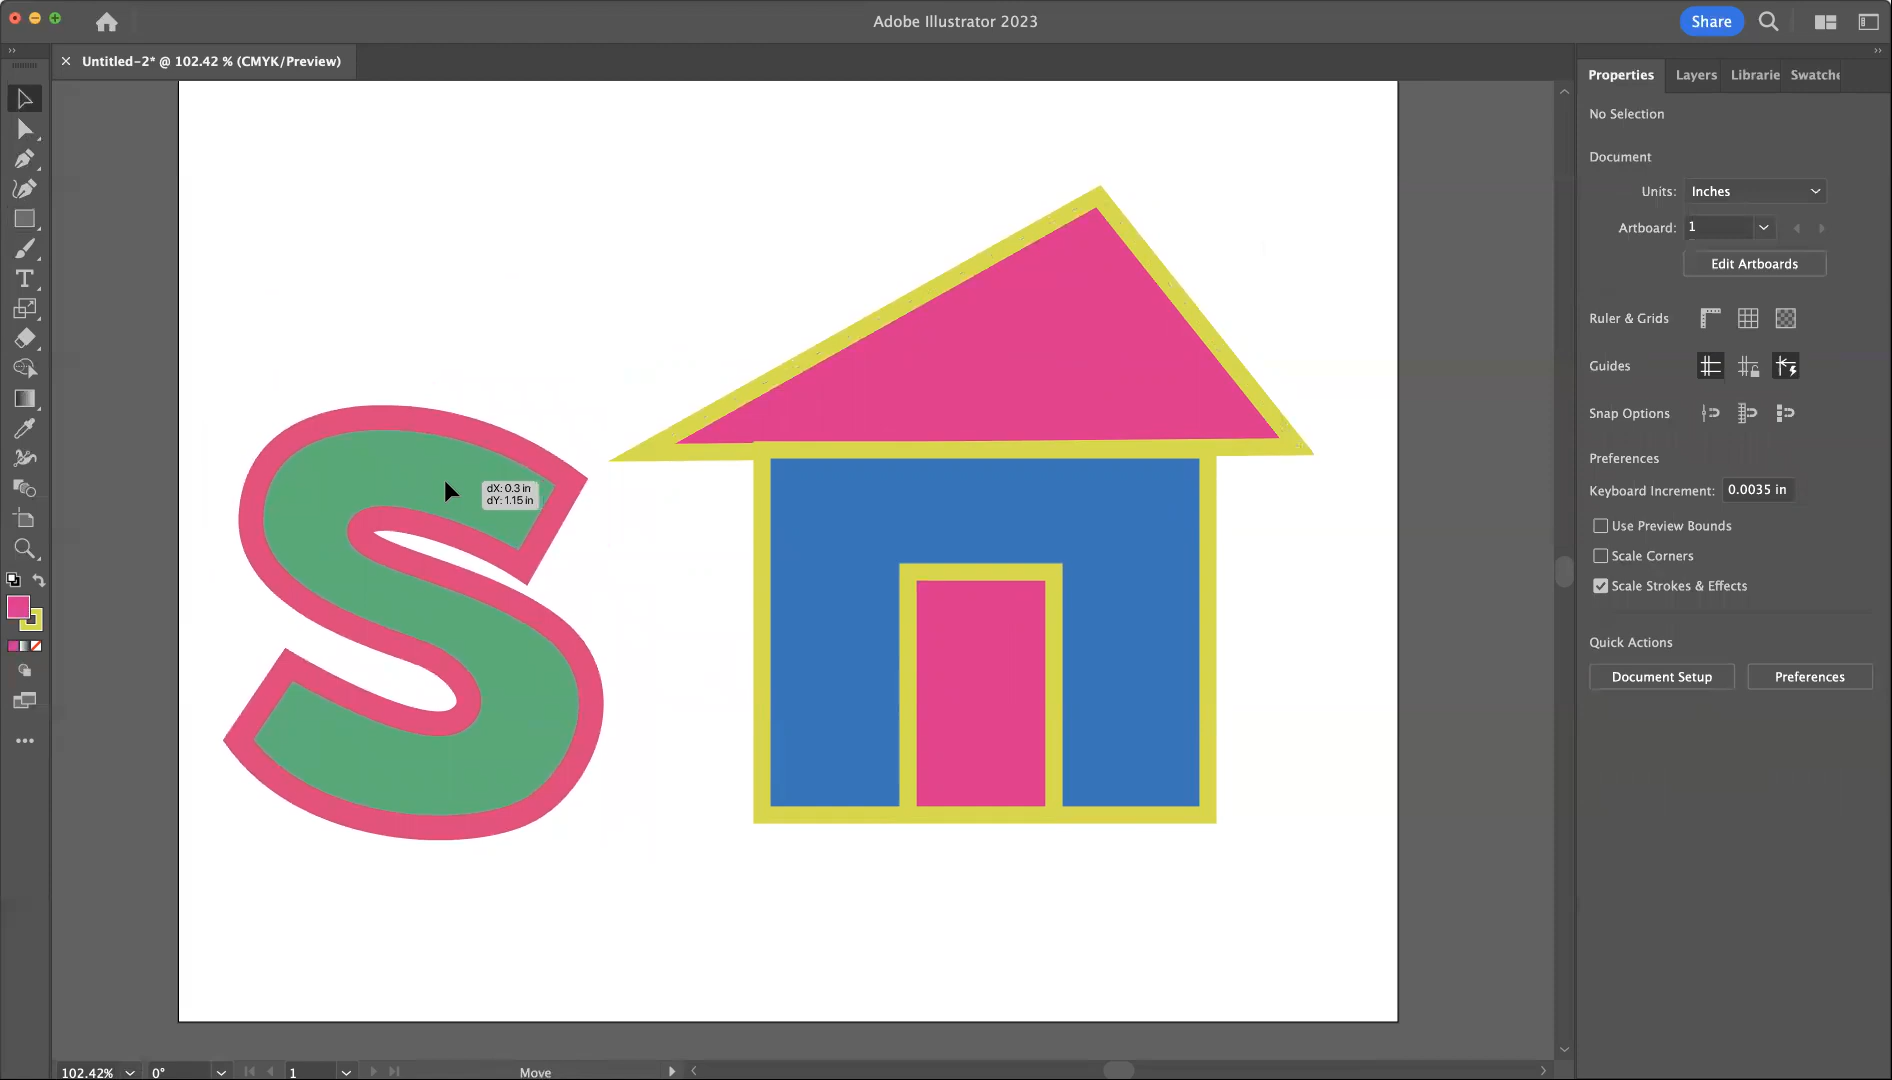 Adobe Illustrator 2023
Share
Untitled-2* @ 102.42 % (CMYK/Preview)
Properties Layers Librarie Swatche
No Selection
Document
Units: Inches
Artboard: 1
Edit Artboards
Ruler & Grids
Guides
Snap Options
Preferences
Keyboard Increment: 0.0035 in
Use Preview Bounds
Scale Corners
Scale Strokes & Effects
Quick Actions
Document Setup Preferences
S
dX: 0.3 in
dY: 1.15 in
102.42% 0° 1 Move